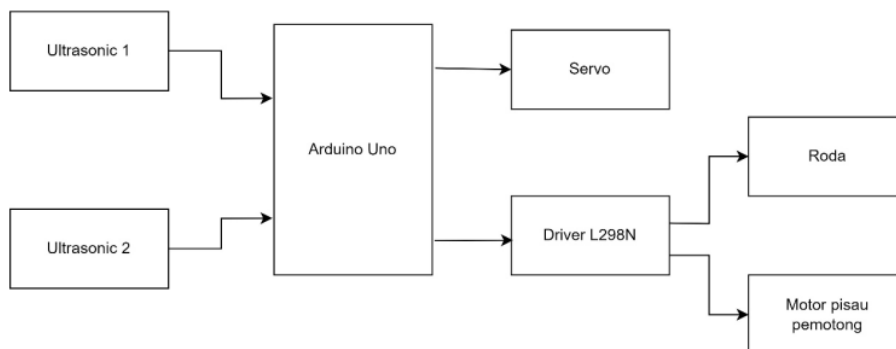 Ultrasonic 1
Ultrasonic 2
Arduino Uno
Servo
Driver L298N
Roda
Motor pisau
pemotong